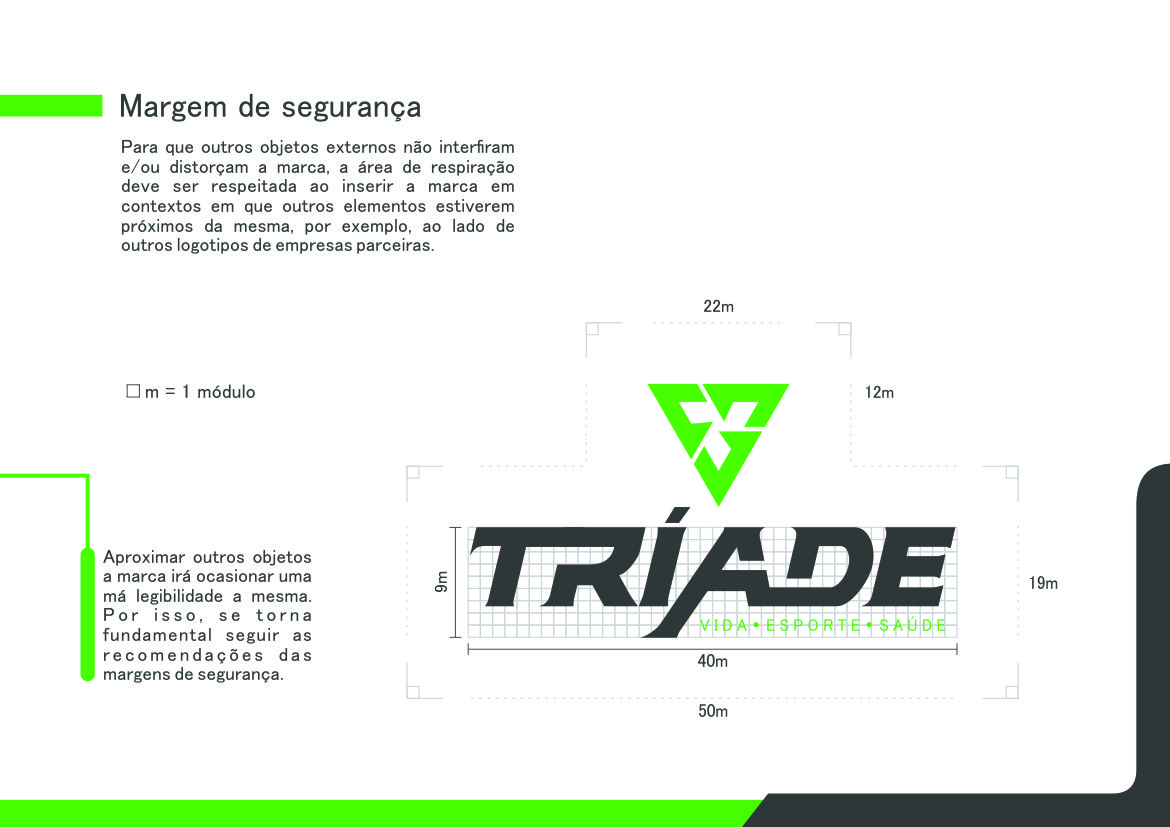 Margem de segurança
Para que outros objetos externos não interfiram
e/ou distorçam a marca, a área de respiração
deve ser respeitada ao inserir a marca em
contextos em que outros elementos estiverem
próximos da mesma, por exemplo, ao lado de
outros logotipos de empresas parceiras.
22m
m = 1 módulo
12m
Aproximar outros objetos
a marca irá ocasionar uma
má legibilidade a mesma.
Por isso, se torna
fundamental seguir as
recomendações das
margens de segurança.
9m
TRÍADE
VIDA•ESPORTE•SAÚDE
19m
40m
50m